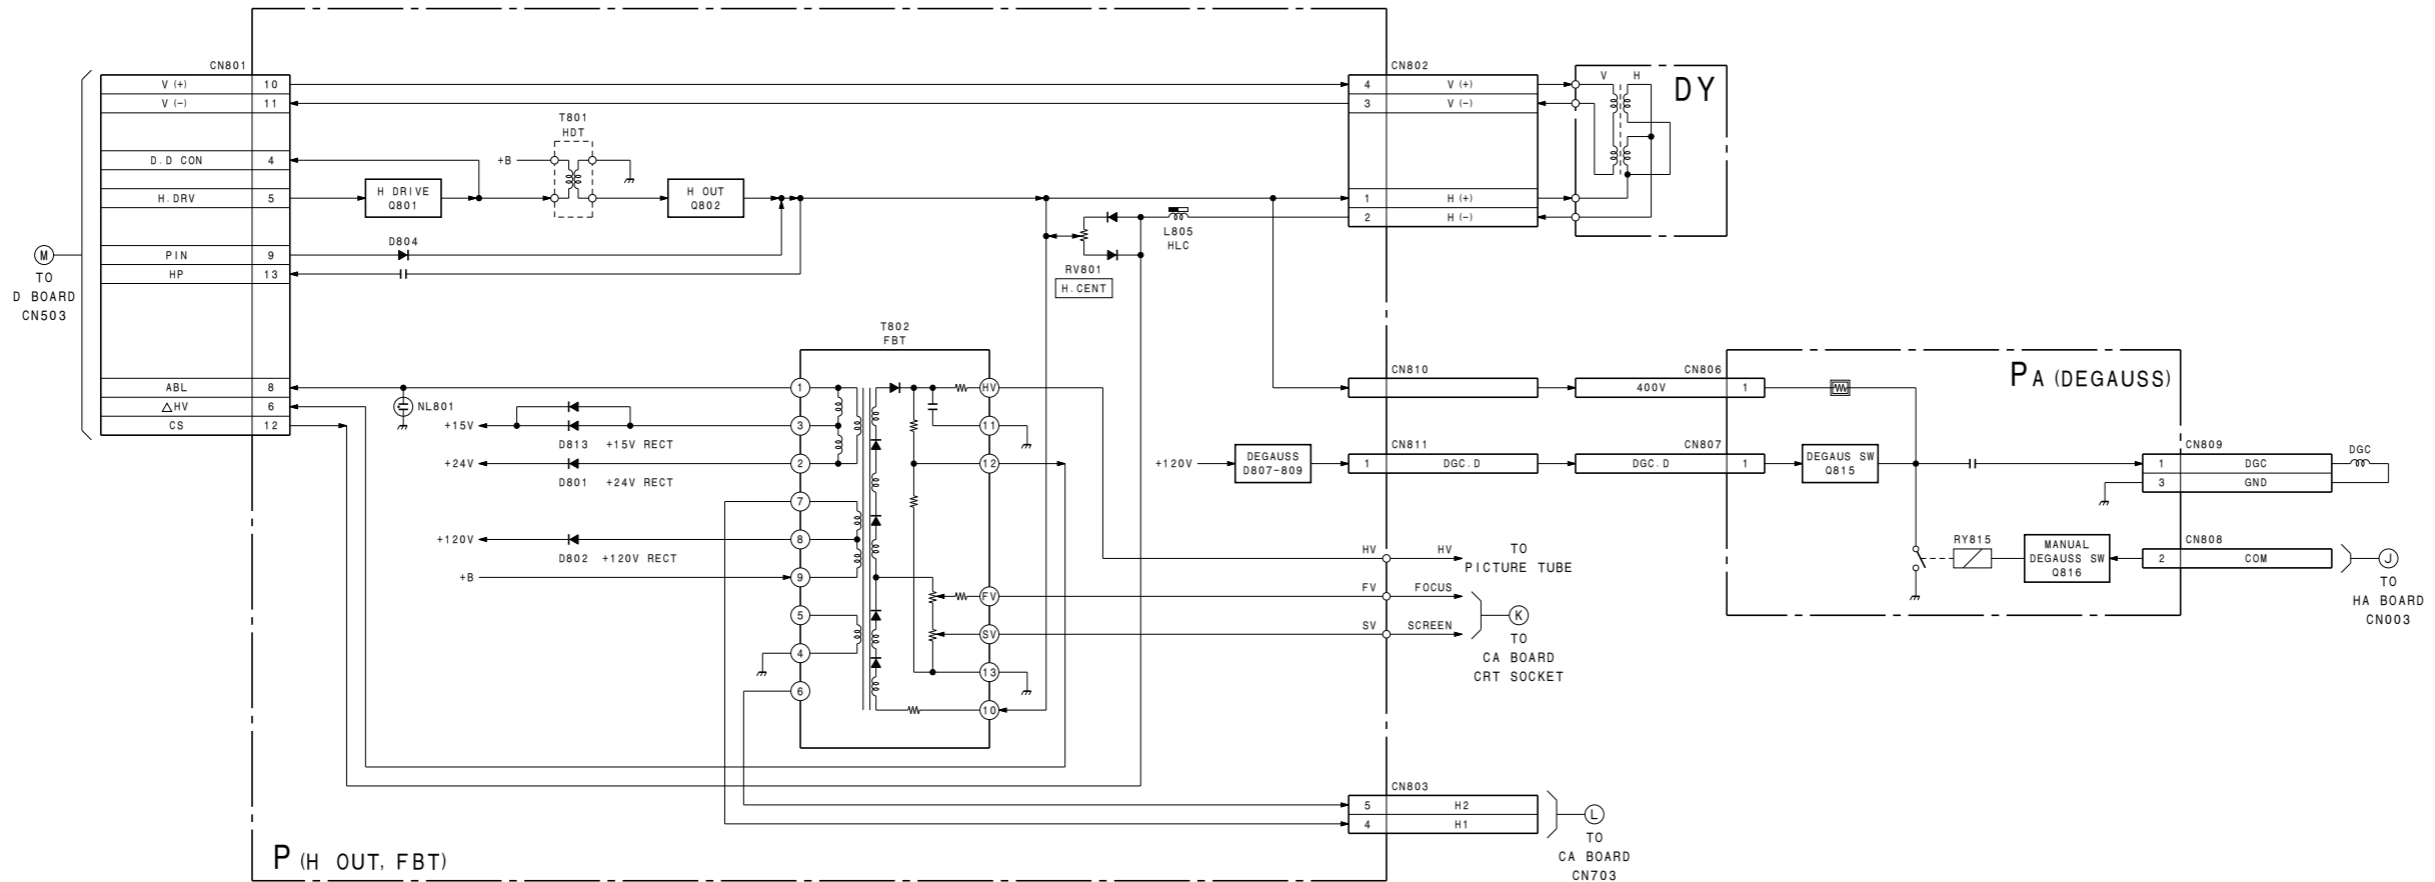 CN801
V (+) 10
V (-) 11
D.D CON 4
H.DRV 5
PIN 9
HP 13
ABL 8
△HV 6
CS 12
M
TO
D BOARD
CN503
T801
HDT
+B
H DRIVE
Q801
H OUT
Q802
D804
NL801
+15V
D813 +15V RECT
+24V
D801 +24V RECT
+120V
D802 +120V RECT
+B
T802
FBT
1
3
2
7
8
9
5
4
6
HV
11
12
FV
SV
13
10
RV801
H.CENT
L805
HLC
CN802
4 V (+)
3 V (-)
1 H (+)
2 H (-)
V H
DY
CN810
CN806
400V 1
+120V
DEGAUSS
D807-809
CN811
1 DGC.D
CN807
DGC.D 1
PA (DEGAUSS)
DEGAUS SW
Q815
CN809
1 DGC
3 GND
DGC
RY815
MANUAL
DEGAUSS SW
Q816
CN808
2 COM
J
TO
HA BOARD
CN003
HV HV
TO
PICTURE TUBE
FV FOCUS
SV SCREEN
K
TO
CA BOARD
CRT SOCKET
CN803
5 H2
4 H1
L
TO
CA BOARD
CN703
P (H OUT, FBT)